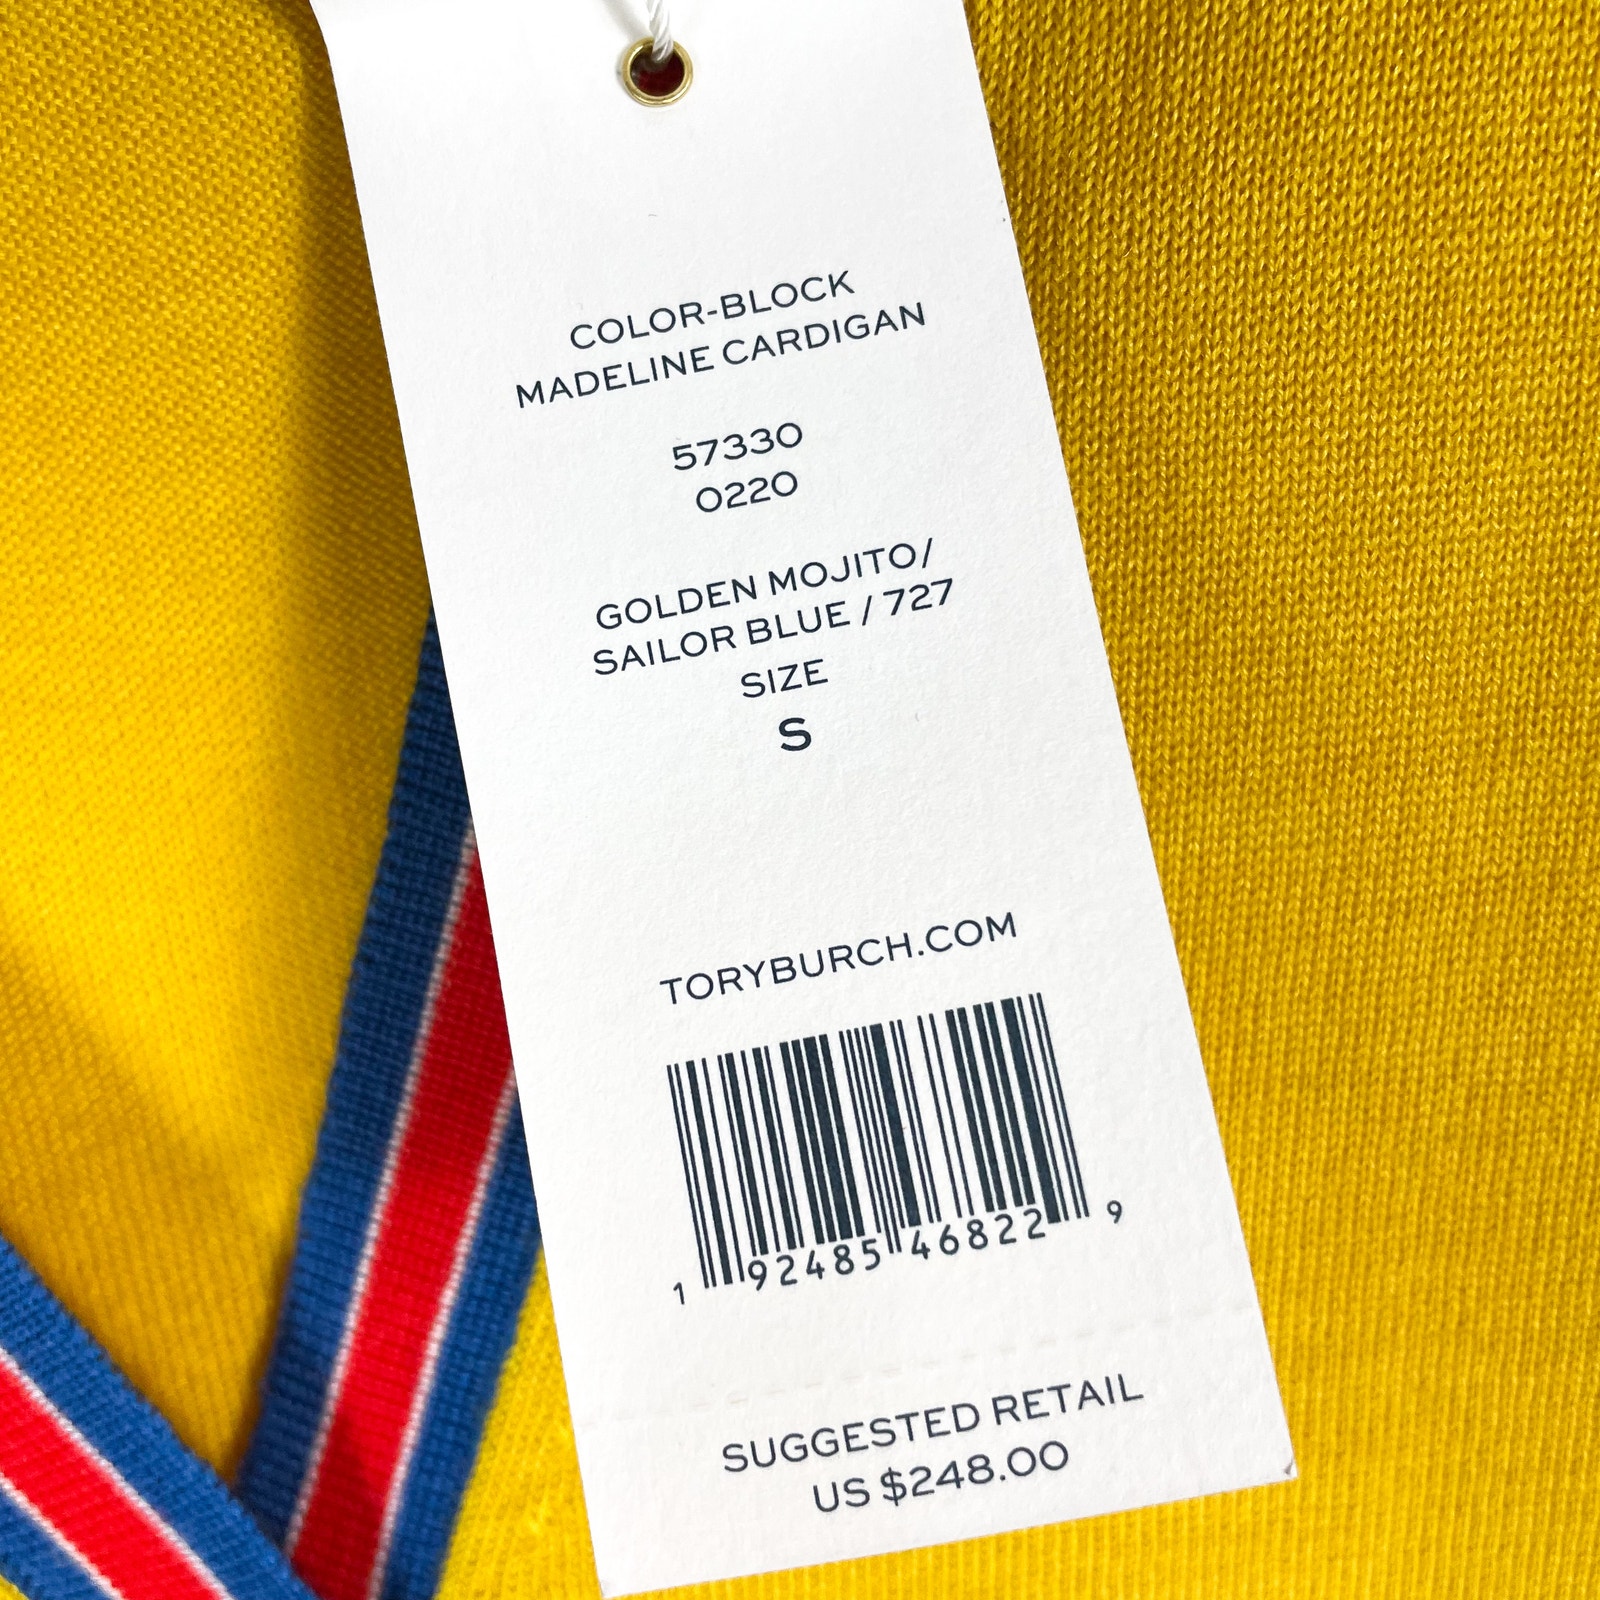 COLOR-BLOCK
MADELINE CARDIGAN
57330
0220
GOLDEN MOJITO/
SAILOR BLUE / 727
SIZE
S
TORYBURCH.COM
1 92485 46822 9
SUGGESTED RETAIL
US $248.00